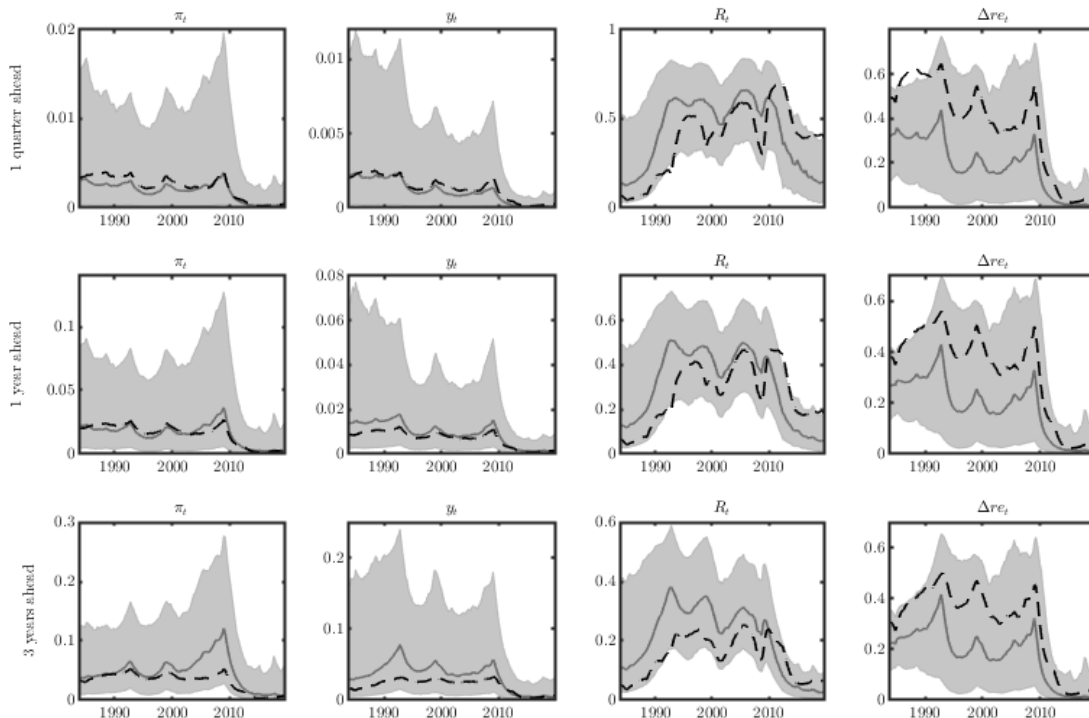 π_t y_t R_t Δre_t
1 quarter ahead
0.02 0.01 0
0.01 0.005 0
1 0.5 0
0.6 0.4 0.2 0
1990 2000 2010 1990 2000 2010 1990 2000 2010 1990 2000 2010
π_t y_t R_t Δre_t
1 year ahead
0.1 0.05 0
0.08 0.06 0.04 0.02 0
0.8 0.6 0.4 0.2 0
0.6 0.4 0.2 0
1990 2000 2010 1990 2000 2010 1990 2000 2010 1990 2000 2010
π_t y_t R_t Δre_t
3 years ahead
0.3 0.2 0.1 0
0.2 0.1 0
0.6 0.4 0.2 0
0.6 0.4 0.2 0
1990 2000 2010 1990 2000 2010 1990 2000 2010 1990 2000 2010